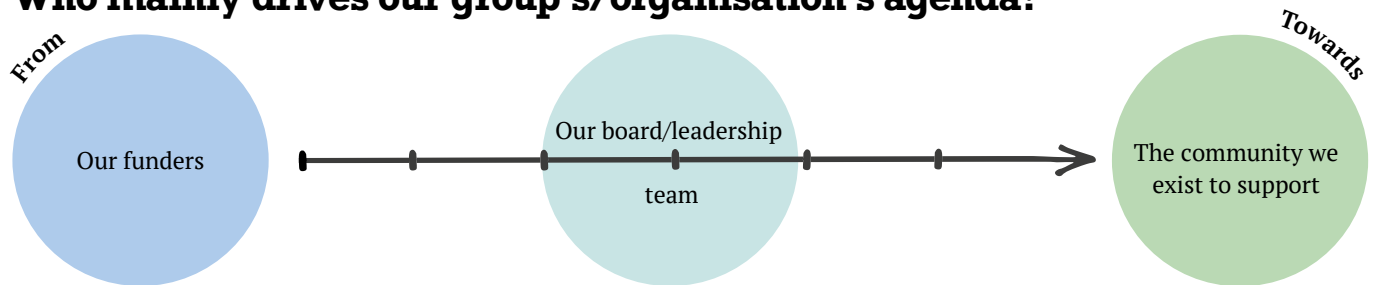 Who mainly drives our group's/organisation's agenda?
From
Towards
Our funders
Our board/leadership
team
The community we
exist to support